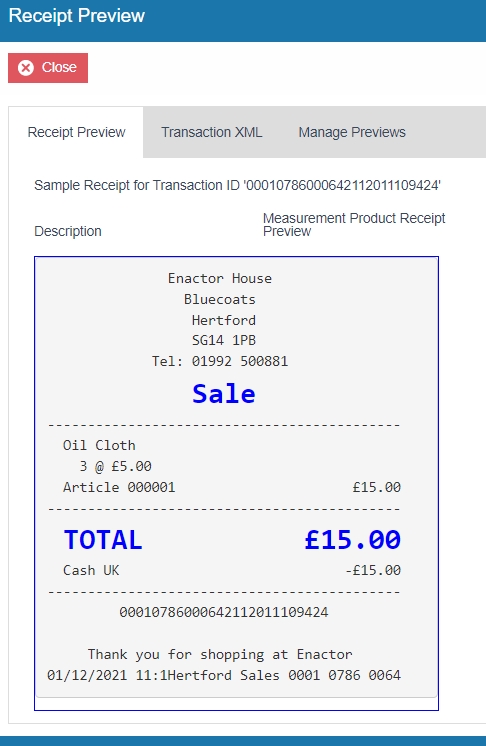 Receipt Preview
Close
Receipt Preview Transaction XML Manage Previews
Sample Receipt for Transaction ID '00010786000642112011109424'
Description Measurement Product Receipt Preview
Enactor House
Bluecoats
Hertford
SG14 1PB
Tel: 01992 500881
Sale
--------------------------------------------
Oil Cloth
3 @ £5.00
Article 000001 £15.00
--------------------------------------------
TOTAL £15.00
Cash UK -£15.00
--------------------------------------------
00010786000642112011109424
Thank you for shopping at Enactor
01/12/2021 11:1Hertford Sales 0001 0786 0064